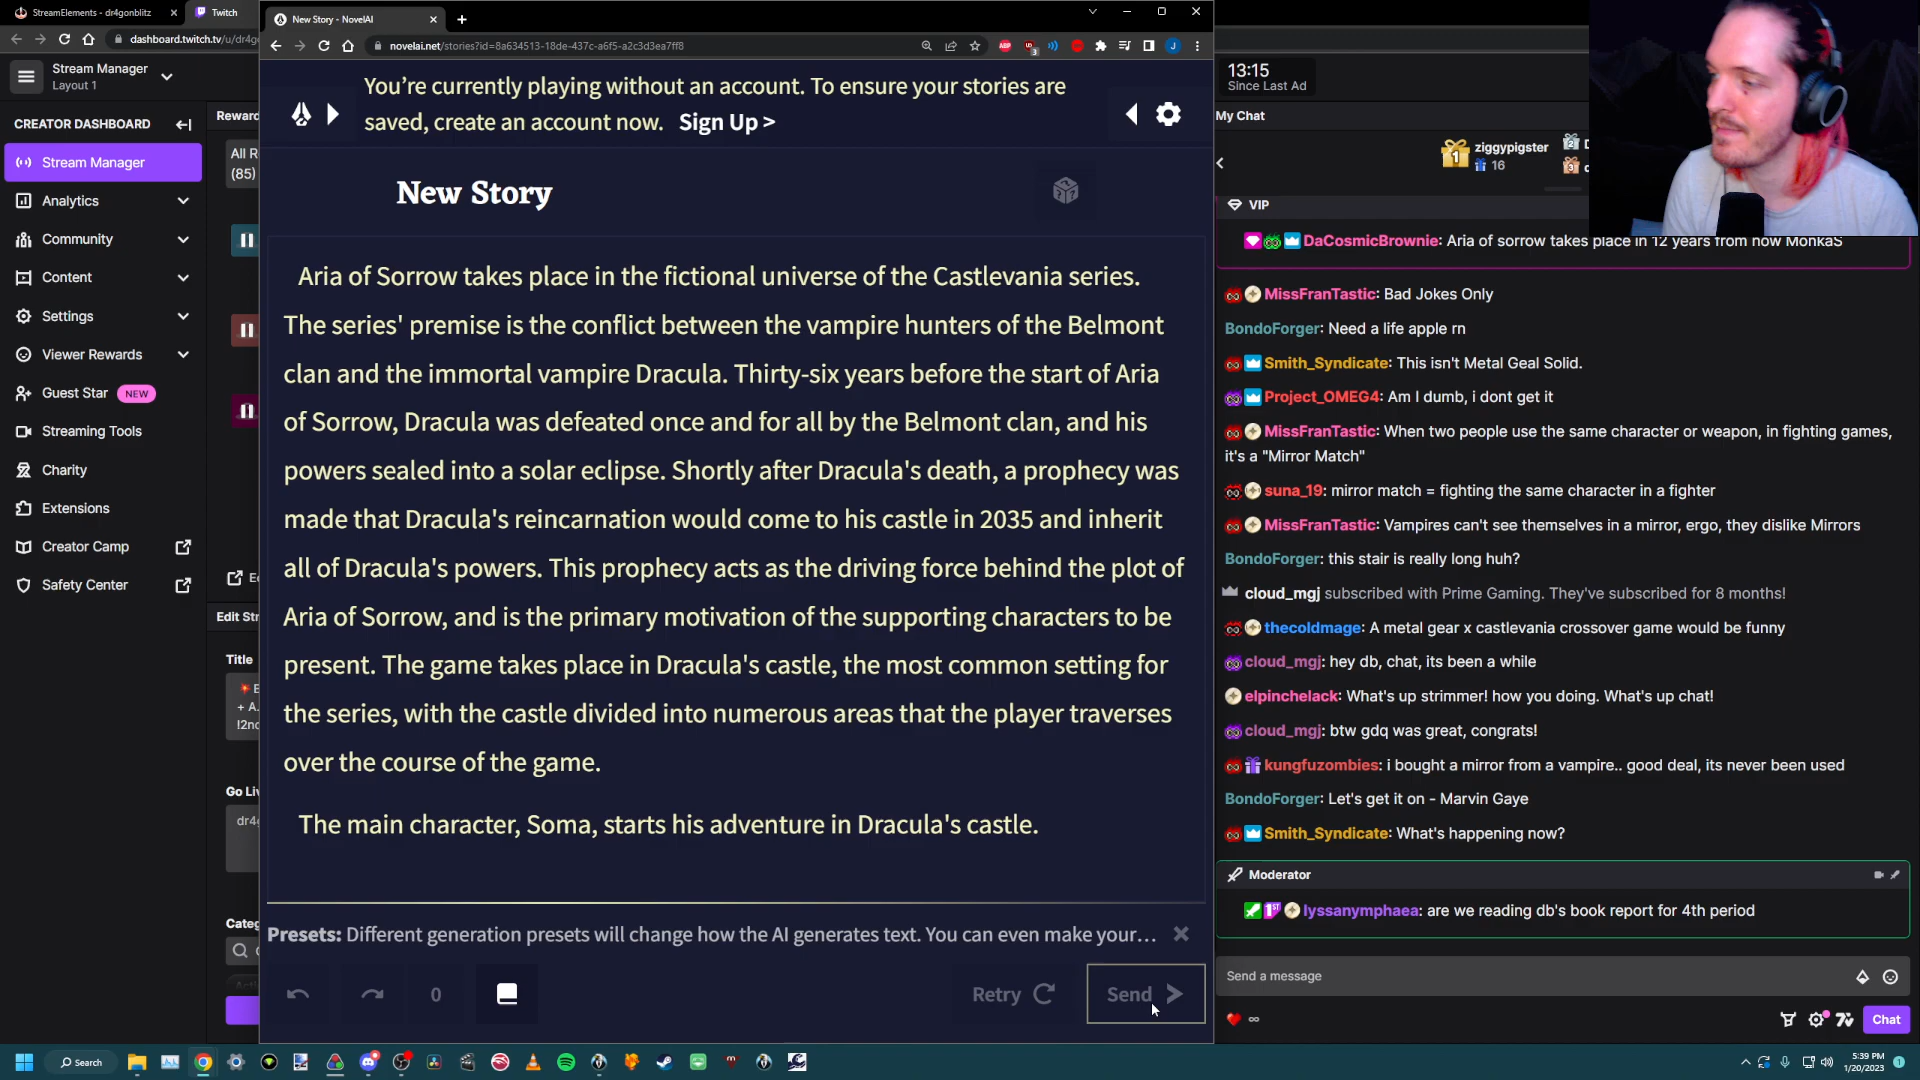 StreamElements - dr4gonblitz
Twitch
New Story - NovelAI
dashboard.twitch.tv/u/dr4g
novelai.net/stories?id=8a634513-18de-437c-a6f5-a2c3d3ea7ff8
Stream Manager
Layout 1
CREATOR DASHBOARD
Stream Manager
Analytics
Community
Content
Settings
Viewer Rewards
Guest Star NEW
Streaming Tools
Charity
Extensions
Creator Camp
Safety Center
Reward
All R
(85)
Edit Str
Title
+ A.
!2nd
Go Liv
dr4g
Categ
You're currently playing without an account. To ensure your stories are
saved, create an account now. Sign Up >
New Story
Aria of Sorrow takes place in the fictional universe of the Castlevania series.
The series' premise is the conflict between the vampire hunters of the Belmont
clan and the immortal vampire Dracula. Thirty-six years before the start of Aria
of Sorrow, Dracula was defeated once and for all by the Belmont clan, and his
powers sealed into a solar eclipse. Shortly after Dracula's death, a prophecy was
made that Dracula's reincarnation would come to his castle in 2035 and inherit
all of Dracula's powers. This prophecy acts as the driving force behind the plot of
Aria of Sorrow, and is the primary motivation of the supporting characters to be
present. The game takes place in Dracula's castle, the most common setting for
the series, with the castle divided into numerous areas that the player traverses
over the course of the game.
The main character, Soma, starts his adventure in Dracula's castle.
Presets: Different generation presets will change how the AI generates text. You can even make your...
0
Retry
Send
13:15
Since Last Ad
My Chat
1
ziggypigster
16
VIP
DaCosmicBrownie: Aria of sorrow takes place in 12 years from now MonkaS
MissFranTastic: Bad Jokes Only
BondoForger: Need a life apple rn
Smith_Syndicate: This isn't Metal Geal Solid.
Project_OMEG4: Am I dumb, i dont get it
MissFranTastic: When two people use the same character or weapon, in fighting games,
it's a "Mirror Match"
suna_19: mirror match = fighting the same character in a fighter
MissFranTastic: Vampires can't see themselves in a mirror, ergo, they dislike Mirrors
BondoForger: this stair is really long huh?
cloud_mgj subscribed with Prime Gaming. They've subscribed for 8 months!
thecoldmage: A metal gear x castlevania crossover game would be funny
cloud_mgj: hey db, chat, its been a while
elpinchelack: What's up strimmer! how you doing. What's up chat!
cloud_mgj: btw gdq was great, congrats!
kungfuzombies: i bought a mirror from a vampire.. good deal, its never been used
BondoForger: Let's get it on - Marvin Gaye
Smith_Syndicate: What's happening now?
Moderator
lyssanymphaea: are we reading db's book report for 4th period
Send a message
∞
Chat
Search
5:39 PM
1/20/2023